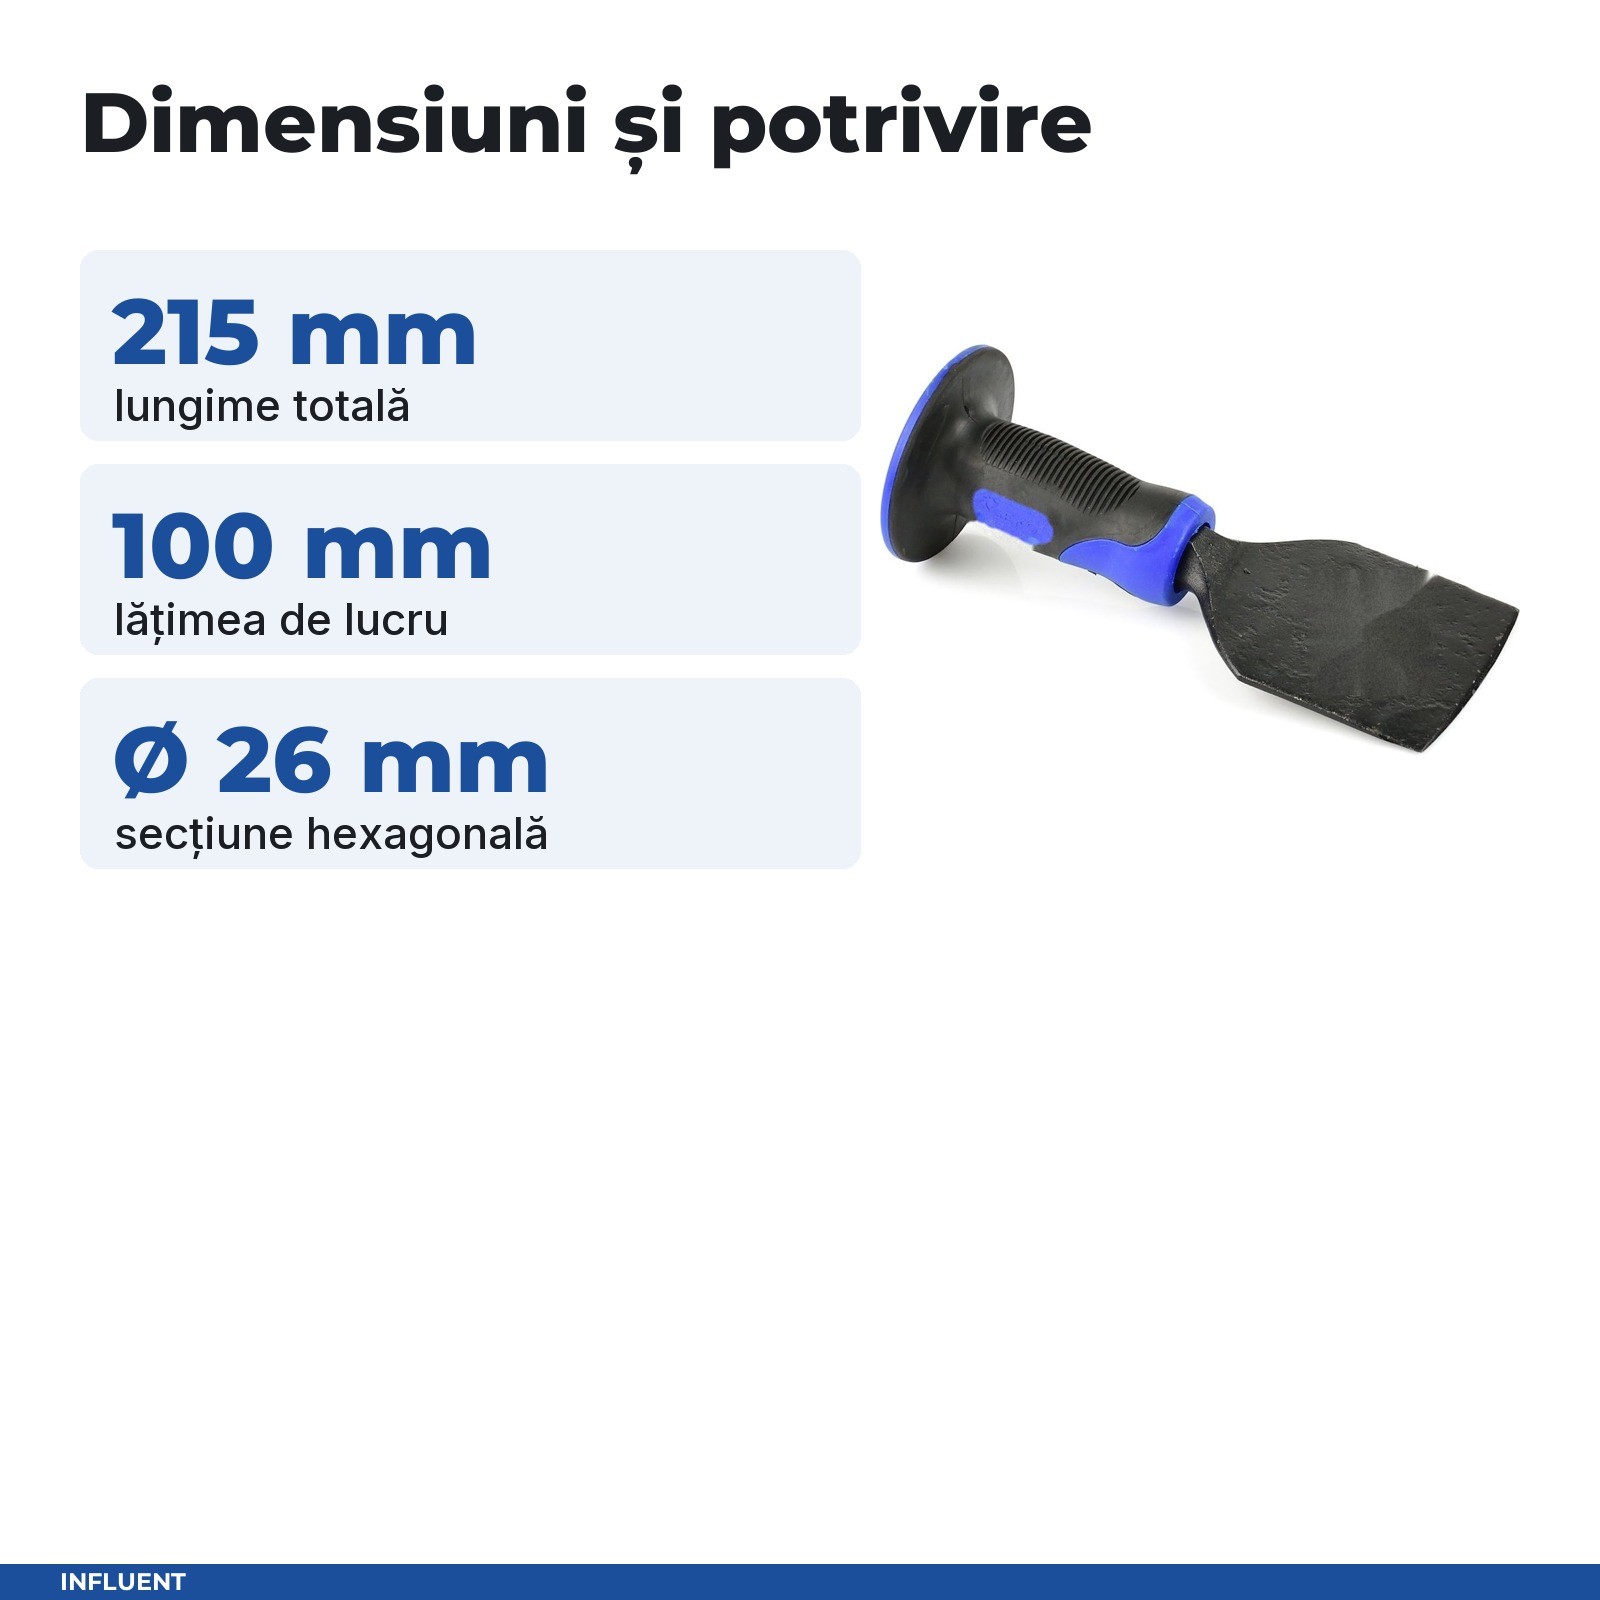 Dimensiuni și potrivire
215 mm
lungime totală
100 mm
lățimea de lucru
Ø 26 mm
secțiune hexagonală
INFLUENT